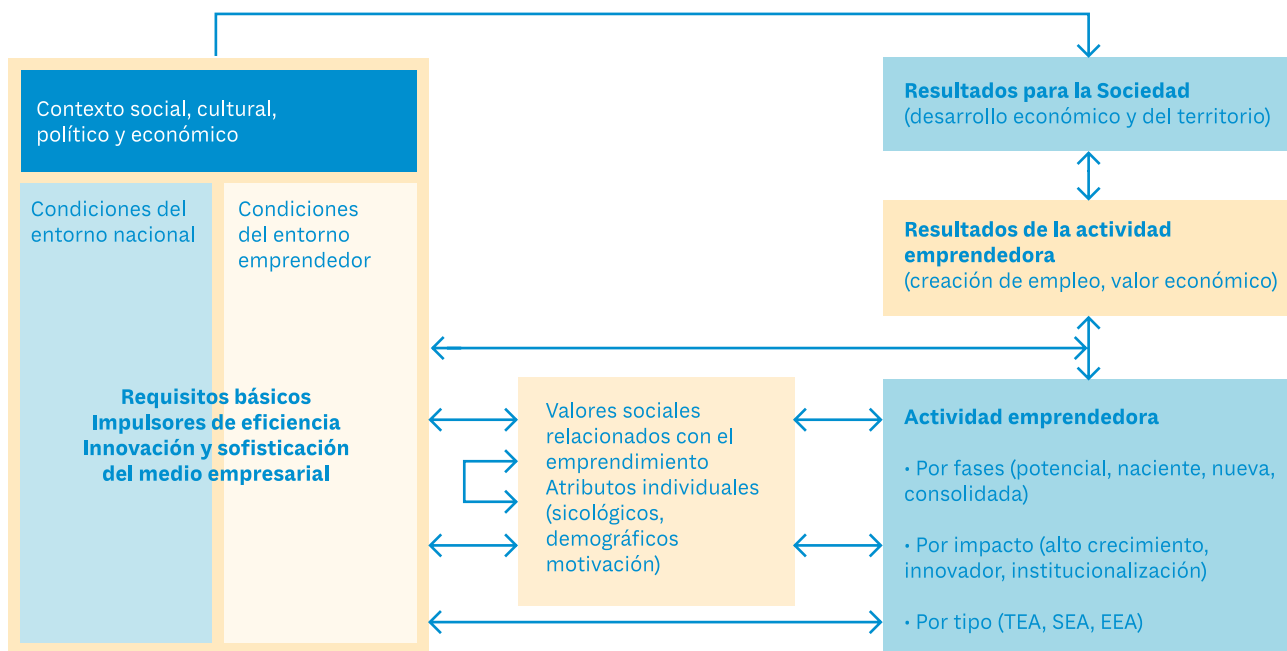 Contexto social, cultural,
político y económico
Condiciones del
entorno nacional
Condiciones
del entorno
emprendedor
Requisitos básicos
Impulsores de eficiencia
Innovación y sofisticación
del medio empresarial
Valores sociales
relacionados con el
emprendimiento
Atributos individuales
(sicológicos,
demográficos
motivación)
Resultados para la Sociedad
(desarrollo económico y del territorio)
Resultados de la actividad
emprendedora
(creación de empleo, valor económico)
Actividad emprendedora
· Por fases (potencial, naciente, nueva,
consolidada)
· Por impacto (alto crecimiento,
innovador, institucionalización)
· Por tipo (TEA, SEA, EEA)